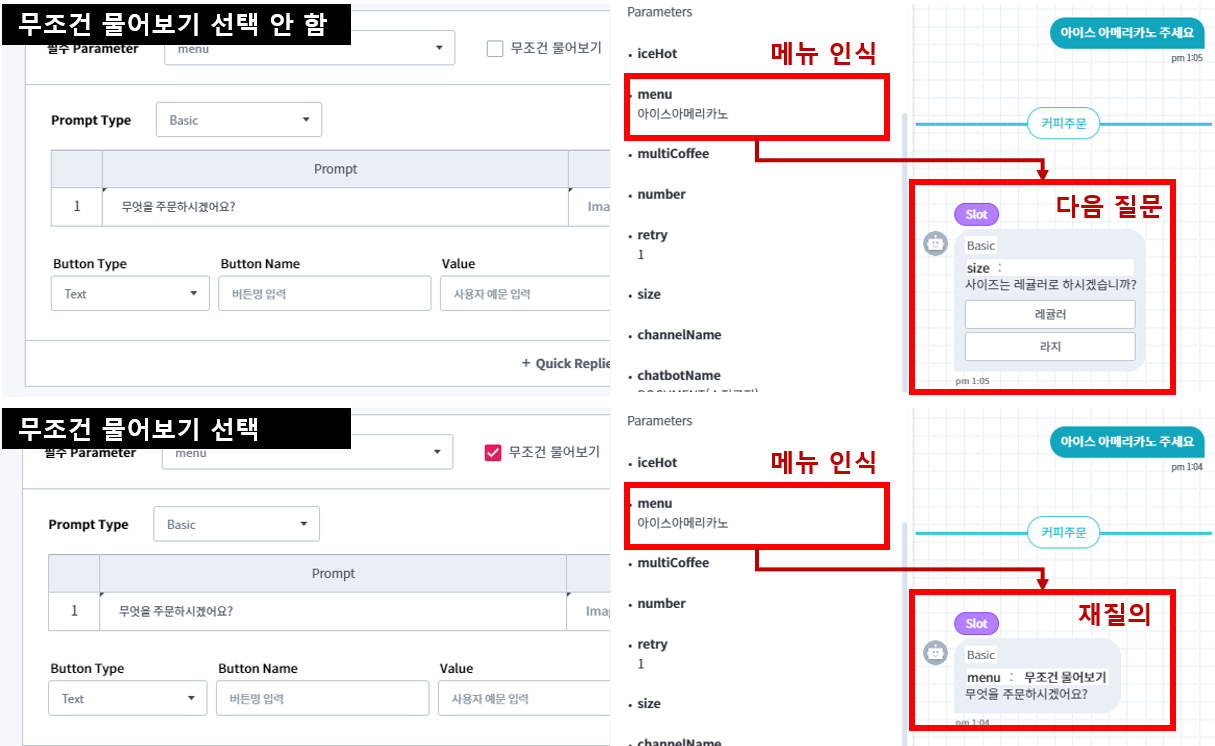 무조건 물어보기 선택 안 함
필수 Parameter
menu
무조건 물어보기
Prompt Type
Basic
Prompt
1
무엇을 주문하시겠어요?
Ima
Button Type
Button Name
Value
Text
버튼명 입력
사용자 예문 입력
+ Quick Replie
Parameters
iceHot
메뉴 인식
menu
아이스아메리카노
multiCoffee
number
retry
1
size
channelName
chatbotName
아이스 아메리카노 주세요
pm 1:05
커피주문
다음 질문
Slot
Basic
size :
사이즈는 레귤러로 하시겠습니까?
레귤러
라지
pm 1:05
무조건 물어보기 선택
필수 Parameter
menu
무조건 물어보기
Prompt Type
Basic
Prompt
1
무엇을 주문하시겠어요?
Imag
Button Type
Button Name
Value
Text
버튼명 입력
사용자 예문 입력
Parameters
iceHot
메뉴 인식
menu
아이스아메리카노
multiCoffee
number
retry
1
size
channelName
아이스 아메리카노 주세요
pm 1:04
커피주문
재질의
Slot
Basic
menu : 무조건 물어보기
무엇을 주문하시겠어요?
pm 1:04